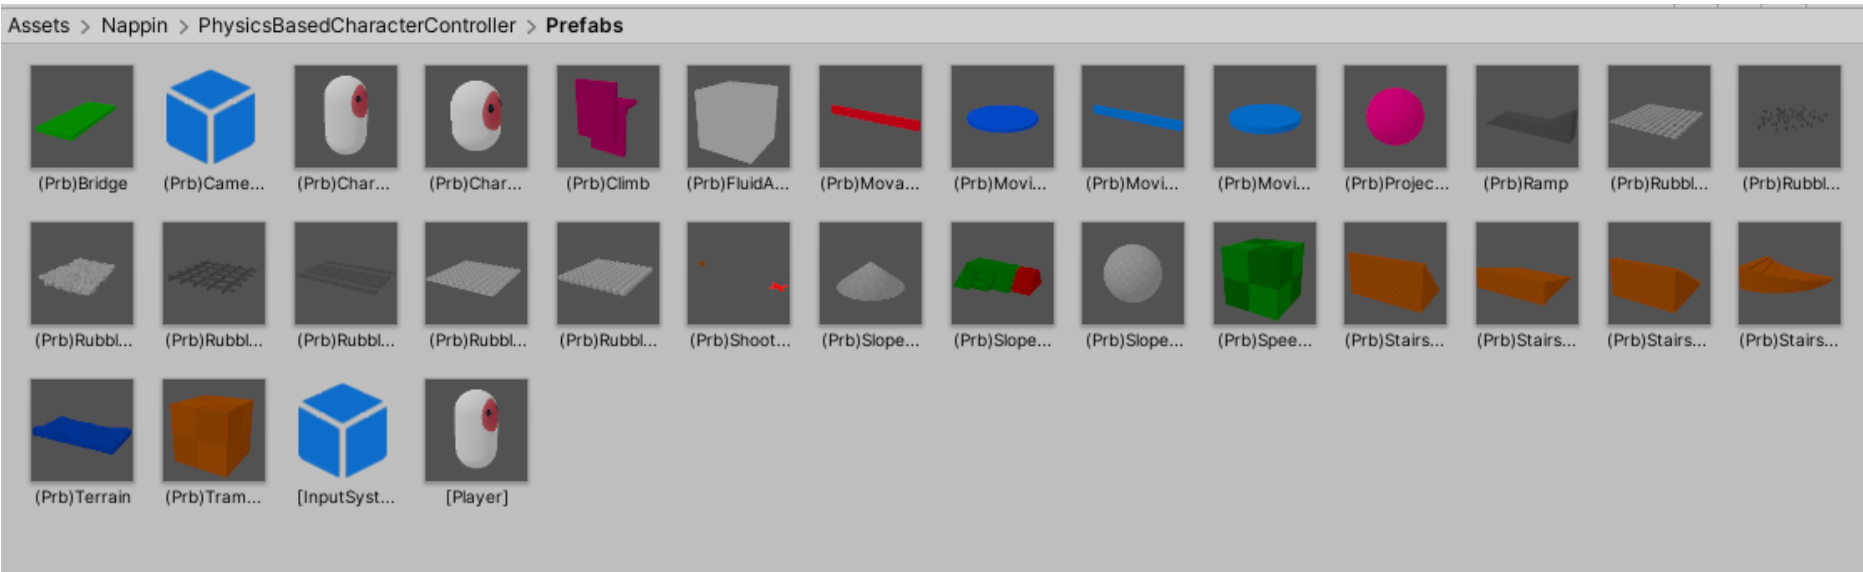 Assets > Nappin > PhysicsBasedCharacterController > Prefabs
(Prb)Bridge (Prb)Came... (Prb)Char... (Prb)Char... (Prb)Climb (Prb)FluidA... (Prb)Mova... (Prb)Movi... (Prb)Movi... (Prb)Movi... (Prb)Projec... (Prb)Ramp (Prb)Rubbl... (Prb)Rubbl...
(Prb)Rubbl... (Prb)Rubbl... (Prb)Rubbl... (Prb)Rubbl... (Prb)Rubbl... (Prb)Shoot... (Prb)Slope... (Prb)Slope... (Prb)Slope... (Prb)Spee... (Prb)Stairs... (Prb)Stairs... (Prb)Stairs... (Prb)Stairs...
(Prb)Terrain (Prb)Tram... [InputSyst... [Player]